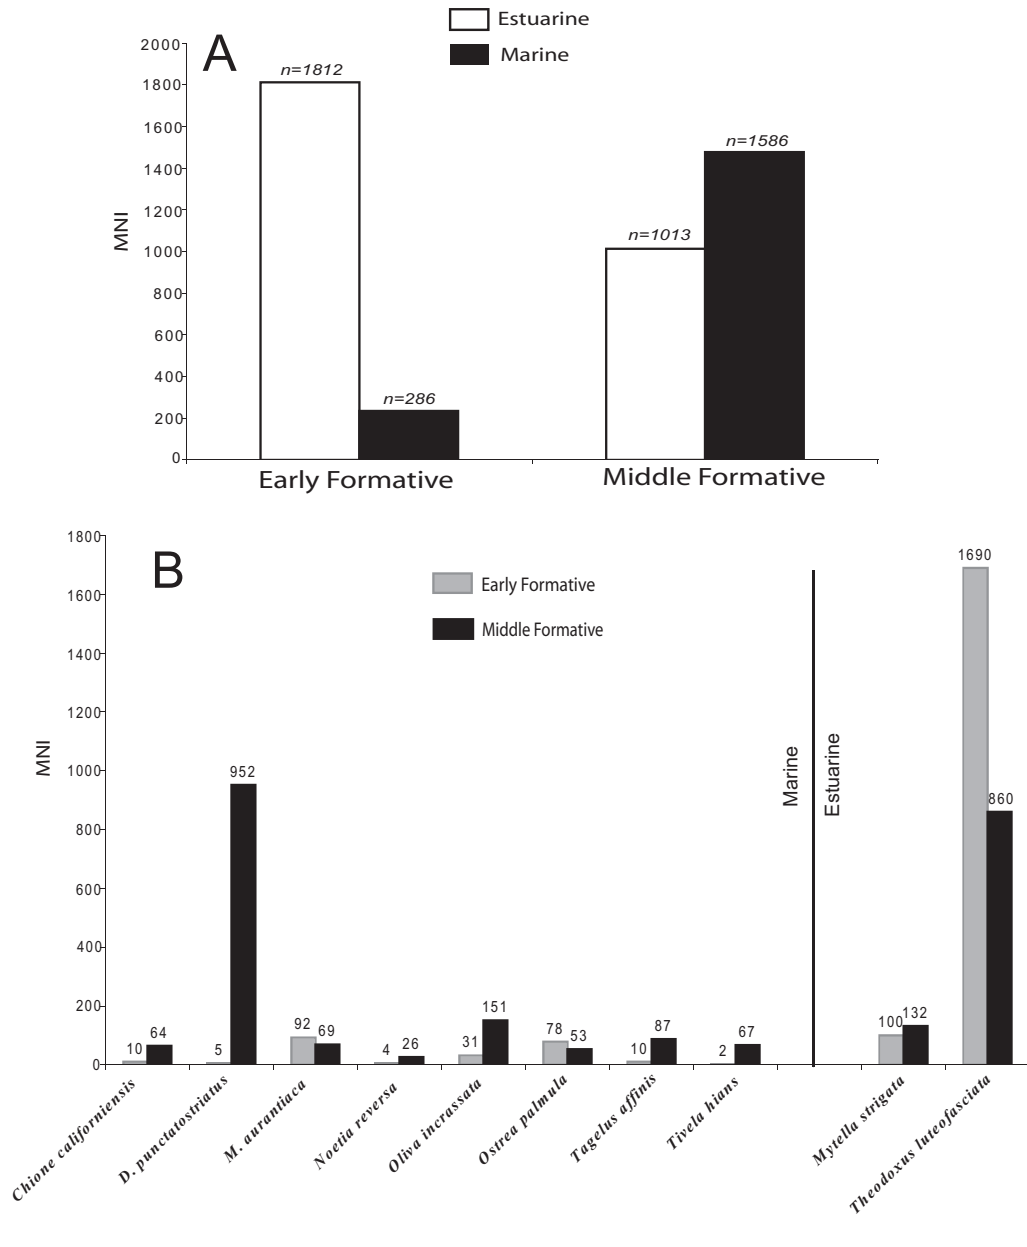 Estuarine
Marine
A
2000
1800
1600
1400
1200
1000
800
600
400
200
0
MNI
n=1812
n=286
n=1013
n=1586
Early Formative
Middle Formative
B
Early Formative
Middle Formative
1800
1600
1400
1200
1000
800
600
400
200
0
MNI
Marine
Estuarine
10
64
5
952
92
69
4
26
31
151
78
53
10
87
2
67
100
132
1690
860
Chione californiensis
D. punctatostriatus
M. aurantiaca
Noetia reversa
Oliva incrassata
Ostrea palmula
Tagelus affinis
Tivela hians
Mytella strigata
Theodoxus luteofasciata